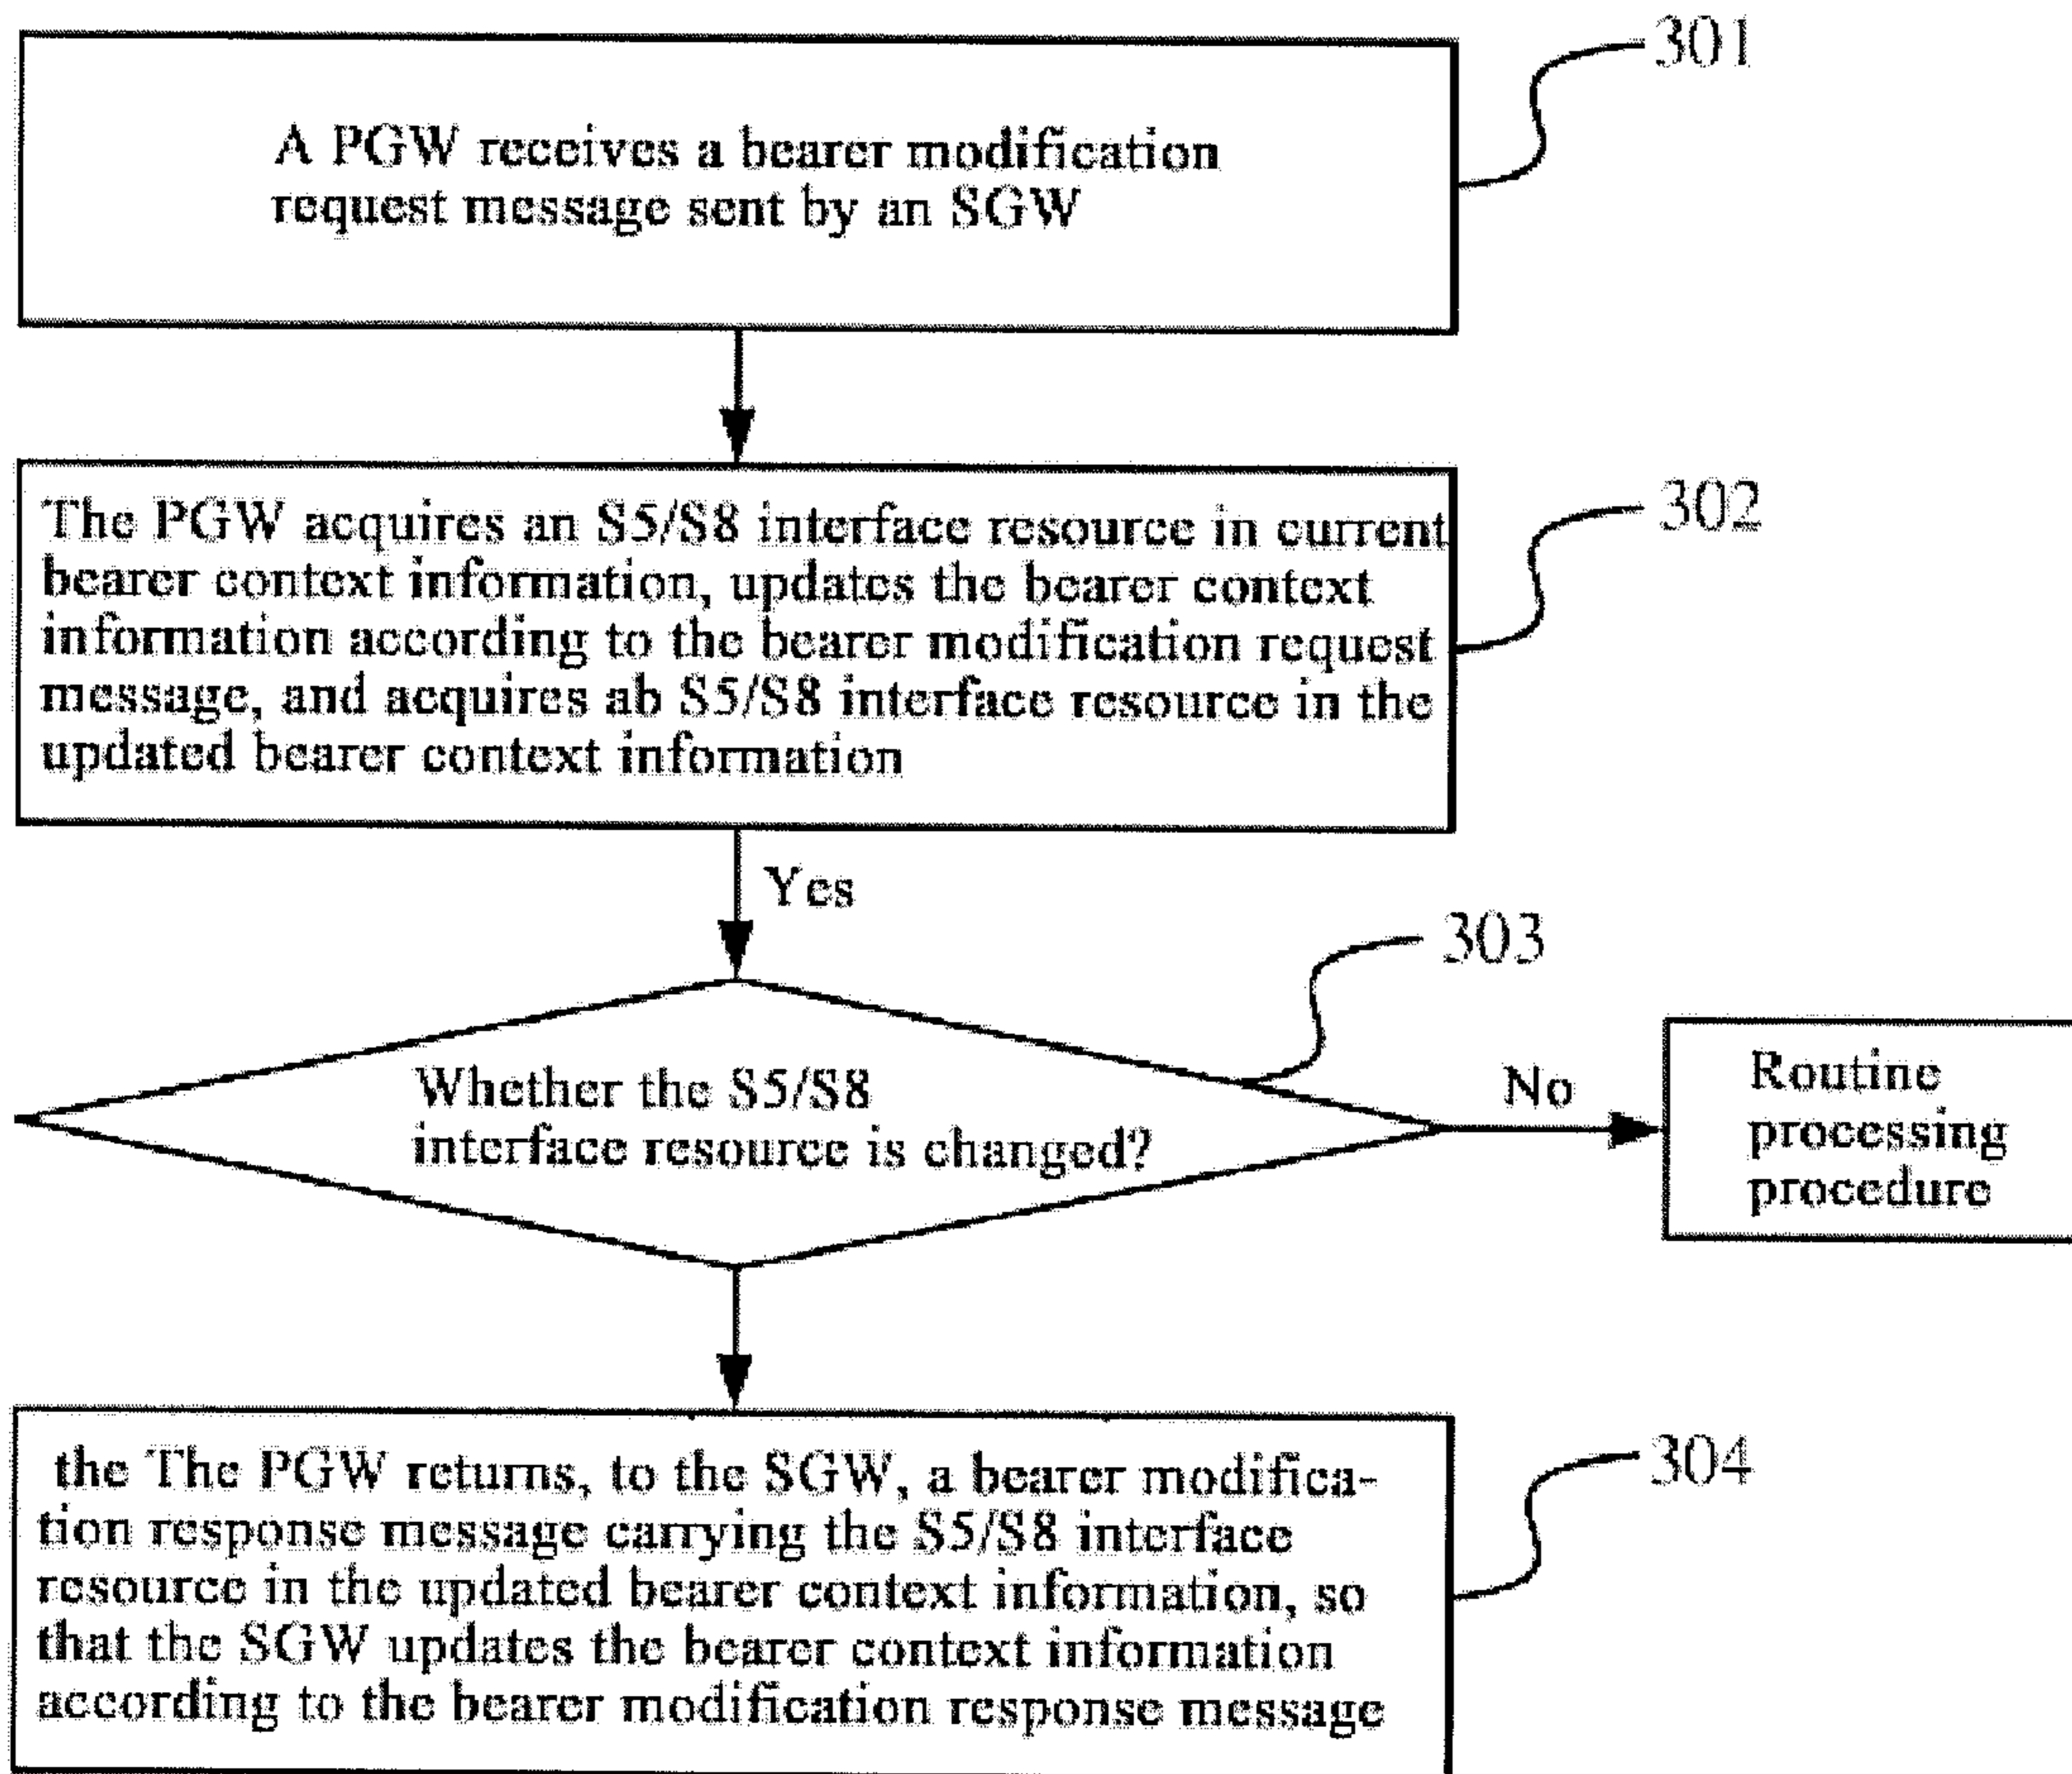 301
A PGW receives a bearer modification
request message sent by an SGW
302
The PGW acquires an S5/S8 interface resource in current
bearer context information, updates the bearer context
information according to the bearer modification request
message, and acquires ab S5/S8 interface resource in the
updated bearer context information
Yes
303
Whether the S5/S8
interface resource is changed?
No
Routine
processing
procedure
304
the The PGW returns, to the SGW, a bearer modifica-
tion response message carrying the S5/S8 interface
resource in the updated bearer context information, so
that the SGW updates the bearer context information
according to the bearer modification response message